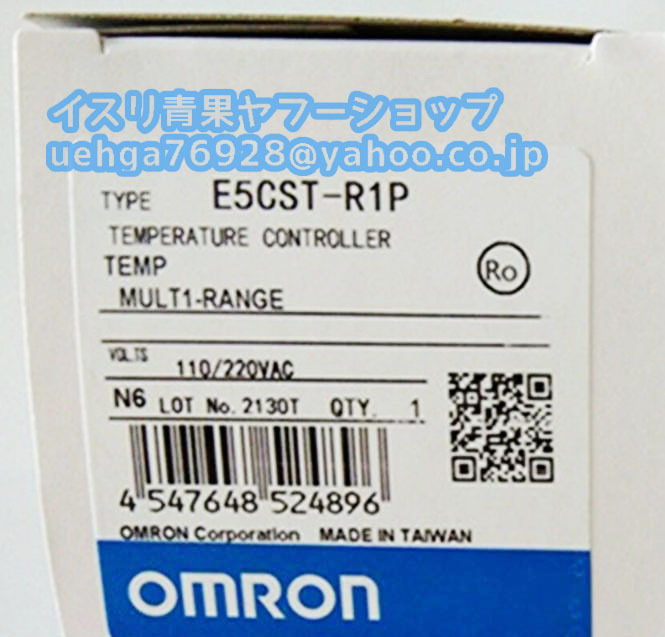 イスリ青果ヤフーショップ
uehga76928@yahoo.co.jp
TYPE E5CST-R1P
TEMPERATURE CONTROLLER
TEMP
Ro
MULT1-RANGE
VOLTS 110/220VAC
N6 LOT No. 2130T QTY. 1
4 547648 524896
OMRON Corporation MADE IN TAIWAN
OMRON